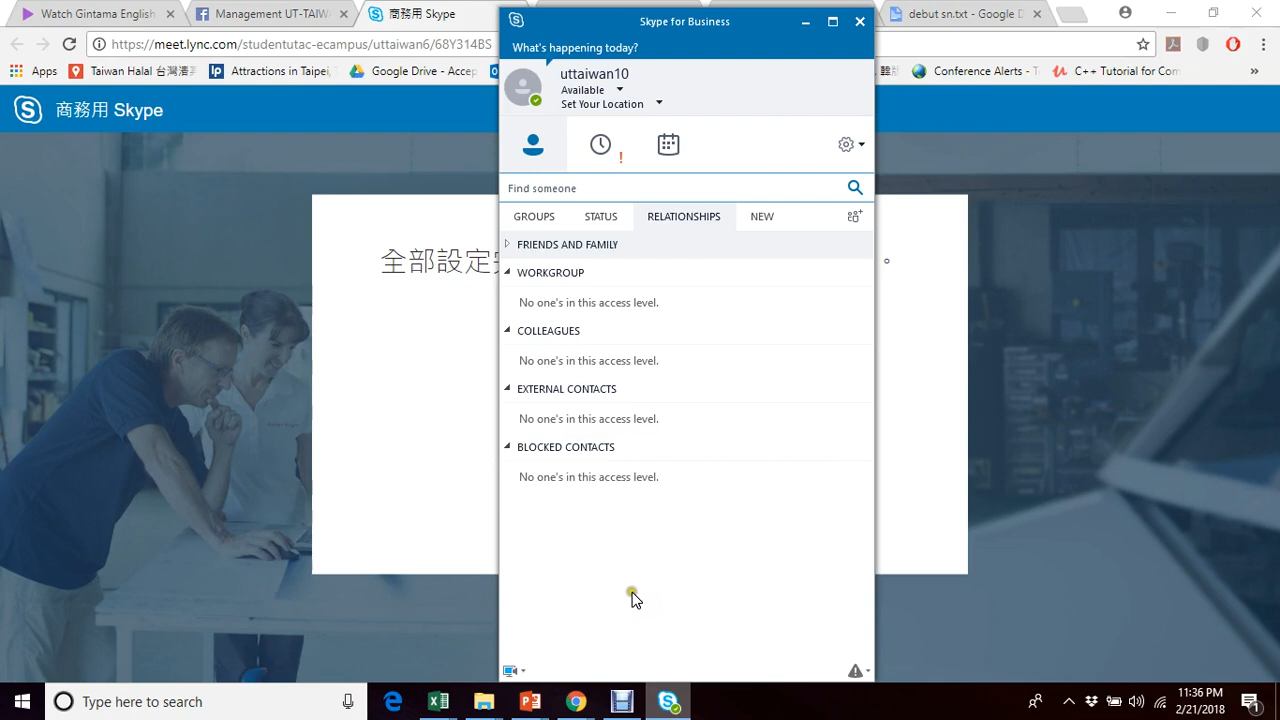 Watch Gintama English
Management UT-TAIW
商務用 Skype
debut sn.txt - Google D
https://meet.lync.com/studentutac-ecampus/uttaiwan6/68Y314BS
Apps
Taiwan Halal 台灣清
Attractions in Taipei,
Google Drive - Accep
Conference Alerts -
C++ Tutorial for Com
»
商務用 Skype
全部設定
。
Skype for Business
What's happening today?
uttaiwan10
Available
Set Your Location
!
Find someone
GROUPS
STATUS
RELATIONSHIPS
NEW
FRIENDS AND FAMILY
WORKGROUP
No one's in this access level.
COLLEAGUES
No one's in this access level.
EXTERNAL CONTACTS
No one's in this access level.
BLOCKED CONTACTS
No one's in this access level.
Type here to search
11:36 PM
2/21/2018
1